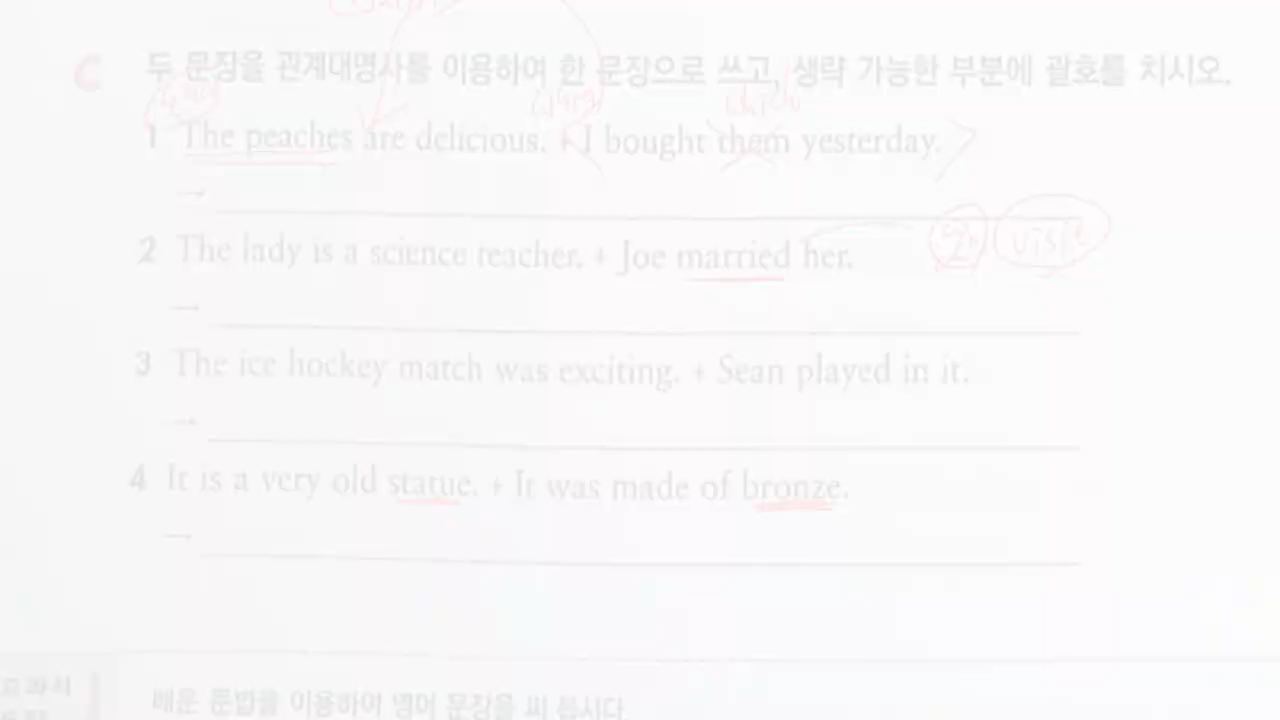 C 두 문장을 관계대명사를 이용하여 한 문장으로 쓰고, 생략 가능한 부분에 괄호를 치시오.
1 The peaches are delicious. + I bought them yesterday.
→
2 The lady is a science teacher. + Joe married her.
→
3 The ice hockey match was exciting. + Sean played in it.
→
4 It is a very old statue. + It was made of bronze.
→
교과서
배운 문법을 이용하여 영어 문장을 써 봅시다.